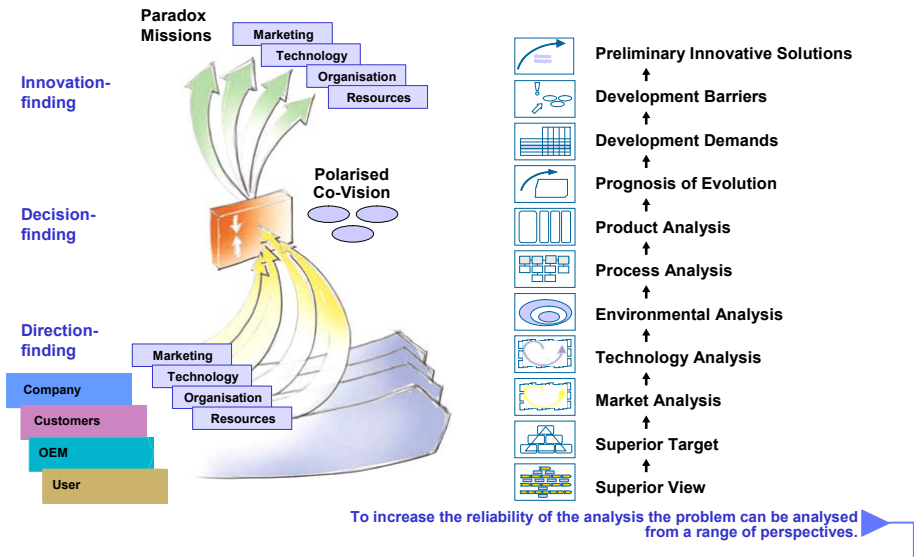 Paradox
Missions
Marketing
Technology
Organisation
Resources
Innovation-
finding
Polarised
Co-Vision
Decision-
finding
Direction-
finding
Marketing
Technology
Organisation
Resources
Company
Customers
OEM
User
!
Preliminary Innovative Solutions
Development Barriers
Development Demands
Prognosis of Evolution
Product Analysis
Process Analysis
Environmental Analysis
Technology Analysis
Market Analysis
Superior Target
Superior View
To increase the reliability of the analysis the problem can be analysed
from a range of perspectives.